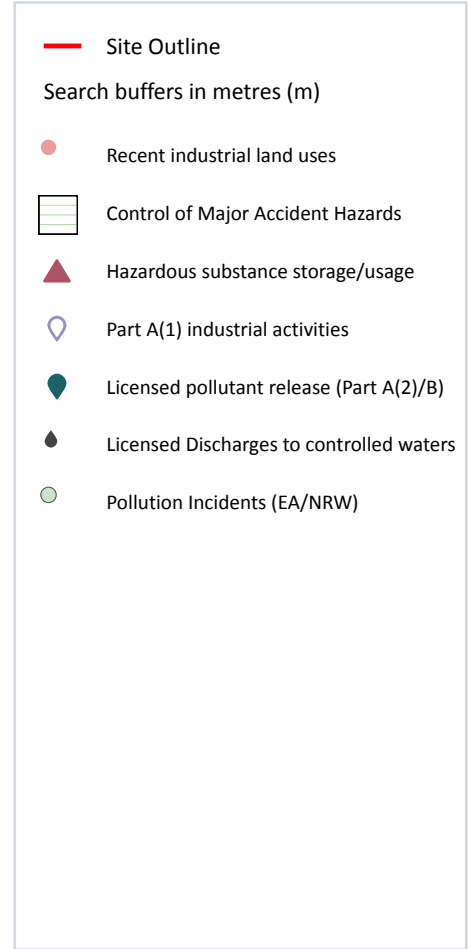 Site Outline
Search buffers in metres (m)
Recent industrial land uses
Control of Major Accident Hazards
Hazardous substance storage/usage
Part A(1) industrial activities
Licensed pollutant release (Part A(2)/B)
Licensed Discharges to controlled waters
Pollution Incidents (EA/NRW)